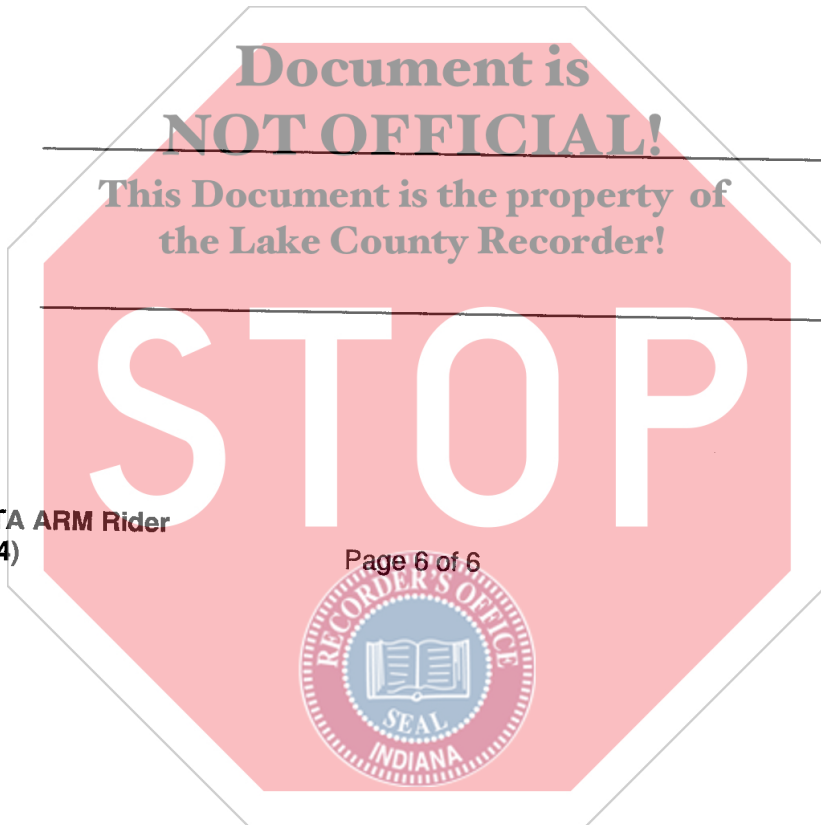 Document is
NOT OFFICIAL!
This Document is the property of
the Lake County Recorder!
STOP
TA ARM Rider
4)
Page 6 of 6
RECORDER'S OFFICE
SEAL
INDIANA